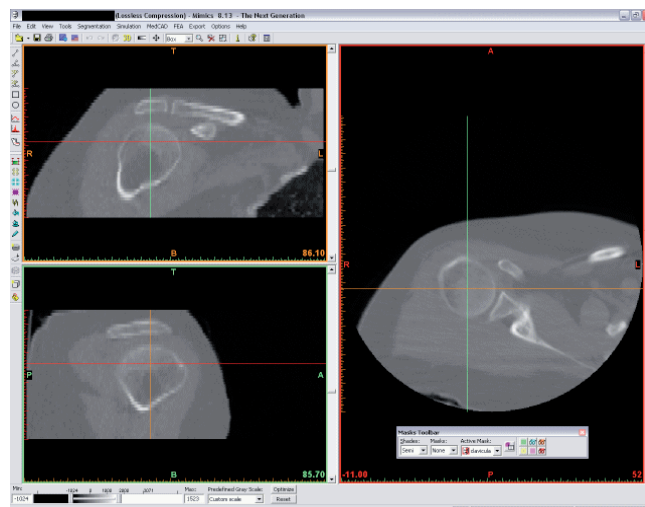 (Lossless Compression) - Mimics 8.13 - The Next Generation
File Edit View Tools Segmentation Simulation MedCAD FEA Export Options Help
Box
T
R
L
B
86.10
T
P
A
B
85.70
A
R
L
-11.00
P
52
Masks Toolbar
Shades: Masks: Active Mask:
Semi None clavicula
Min: Max: Predefined Gray Scale: Optimize
-1024 1523 Custom scale Reset